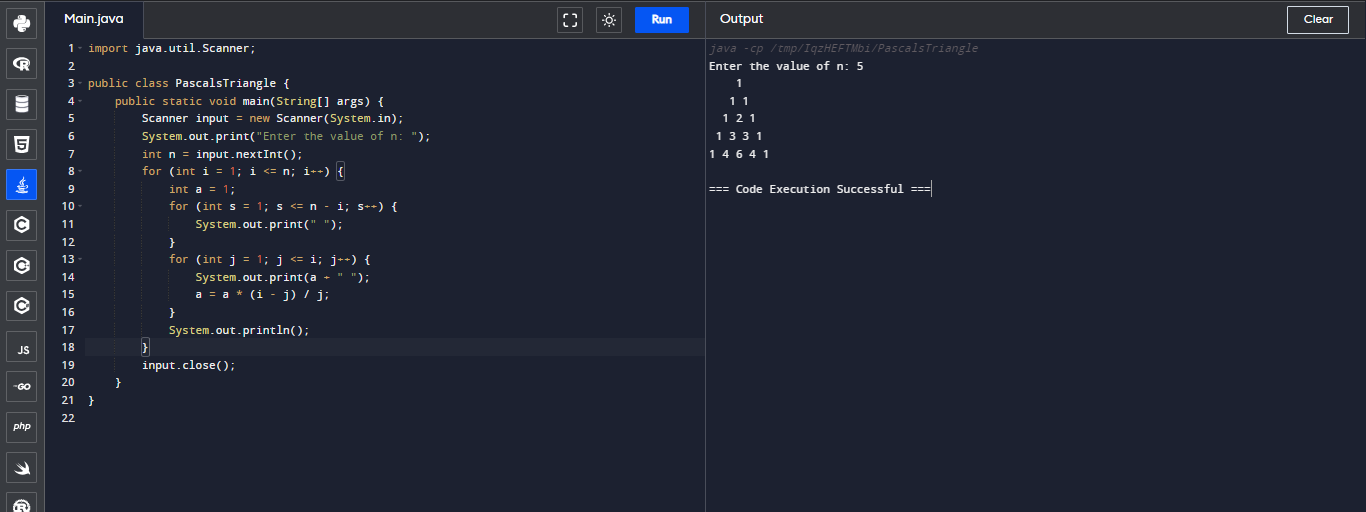 Main.java
Run
Output
Clear
1 import java.util.Scanner;
2
3 public class PascalsTriangle {
4     public static void main(String[] args) {
5         Scanner input = new Scanner(System.in);
6         System.out.print("Enter the value of n: ");
7         int n = input.nextInt();
8         for (int i = 1; i <= n; i++) {
9             int a = 1;
10             for (int s = 1; s <= n - i; s++) {
11                 System.out.print(" ");
12             }
13             for (int j = 1; j <= i; j++) {
14                 System.out.print(a + " ");
15                 a = a * (i - j) / j;
16             }
17             System.out.println();
18         }
19         input.close();
20     }
21 }
22
java -cp /tmp/IqzHEFTMbi/PascalsTriangle
Enter the value of n: 5
    1
   1 1
  1 2 1
 1 3 3 1
1 4 6 4 1
=== Code Execution Successful ===
R
5
C
C
C
JS
GO
php